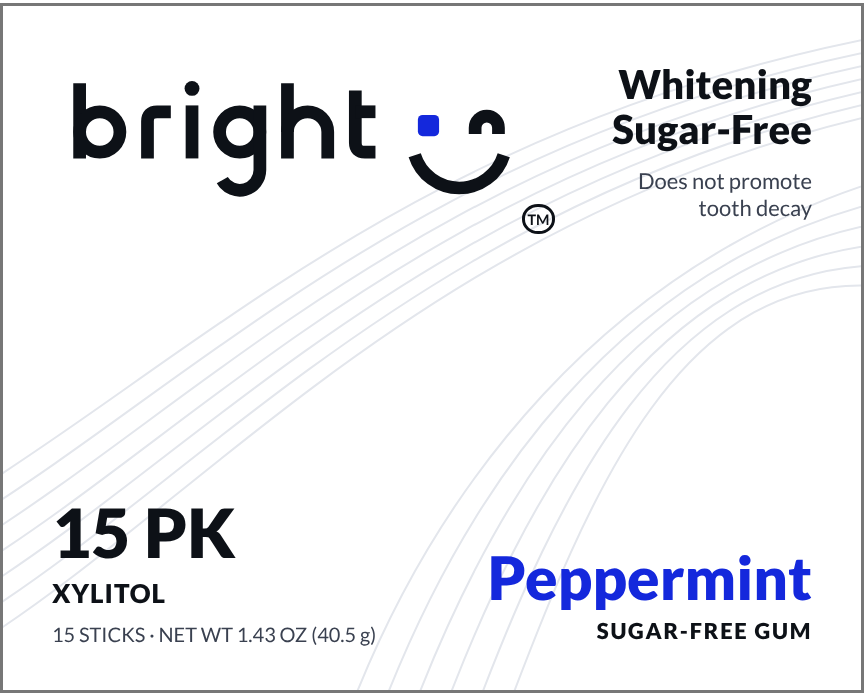 bright
TM
Whitening
Sugar-Free
Does not promote
tooth decay
15 PK
XYLITOL
15 STICKS · NET WT 1.43 OZ (40.5 g)
Peppermint
SUGAR-FREE GUM